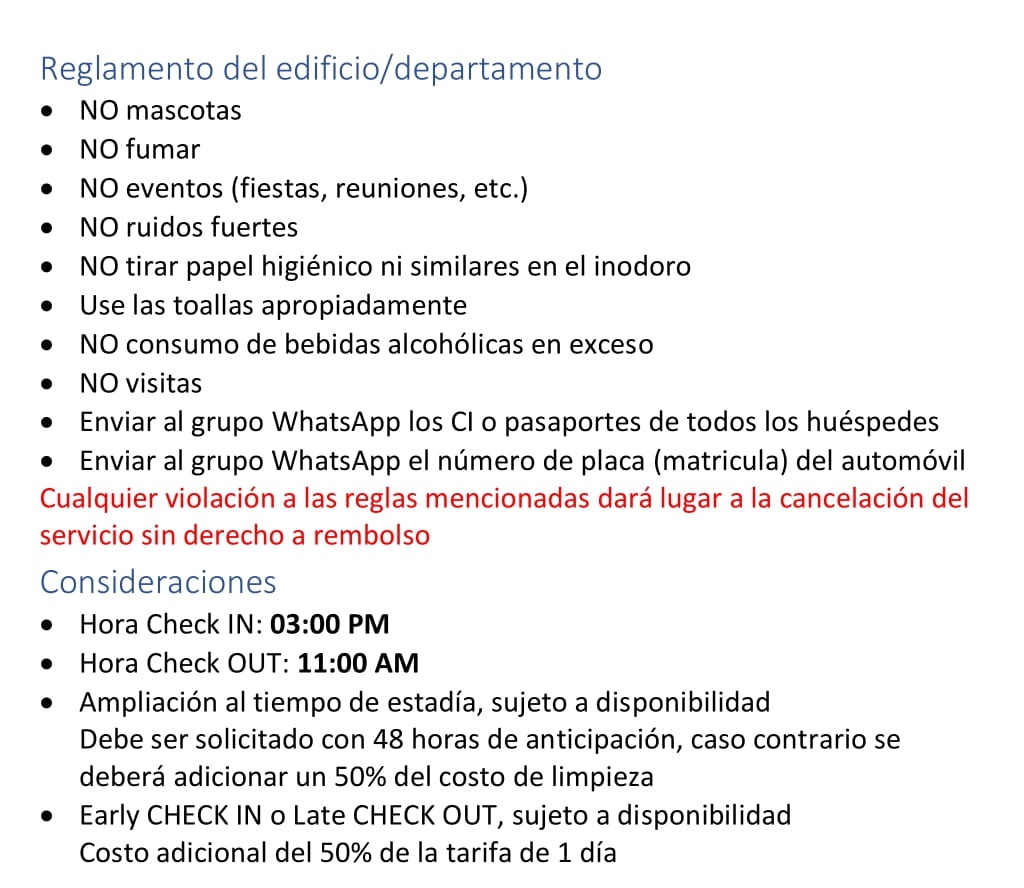 Reglamento del edificio/departamento
• NO mascotas
• NO fumar
• NO eventos (fiestas, reuniones, etc.)
• NO ruidos fuertes
• NO tirar papel higiénico ni similares en el inodoro
• Use las toallas apropiadamente
• NO consumo de bebidas alcohólicas en exceso
• NO visitas
• Enviar al grupo WhatsApp los CI o pasaportes de todos los huéspedes
• Enviar al grupo WhatsApp el número de placa (matricula) del automóvil
Cualquier violación a las reglas mencionadas dará lugar a la cancelación del
servicio sin derecho a rembolso
Consideraciones
• Hora Check IN: 03:00 PM
• Hora Check OUT: 11:00 AM
• Ampliación al tiempo de estadía, sujeto a disponibilidad
Debe ser solicitado con 48 horas de anticipación, caso contrario se
deberá adicionar un 50% del costo de limpieza
• Early CHECK IN o Late CHECK OUT, sujeto a disponibilidad
Costo adicional del 50% de la tarifa de 1 día